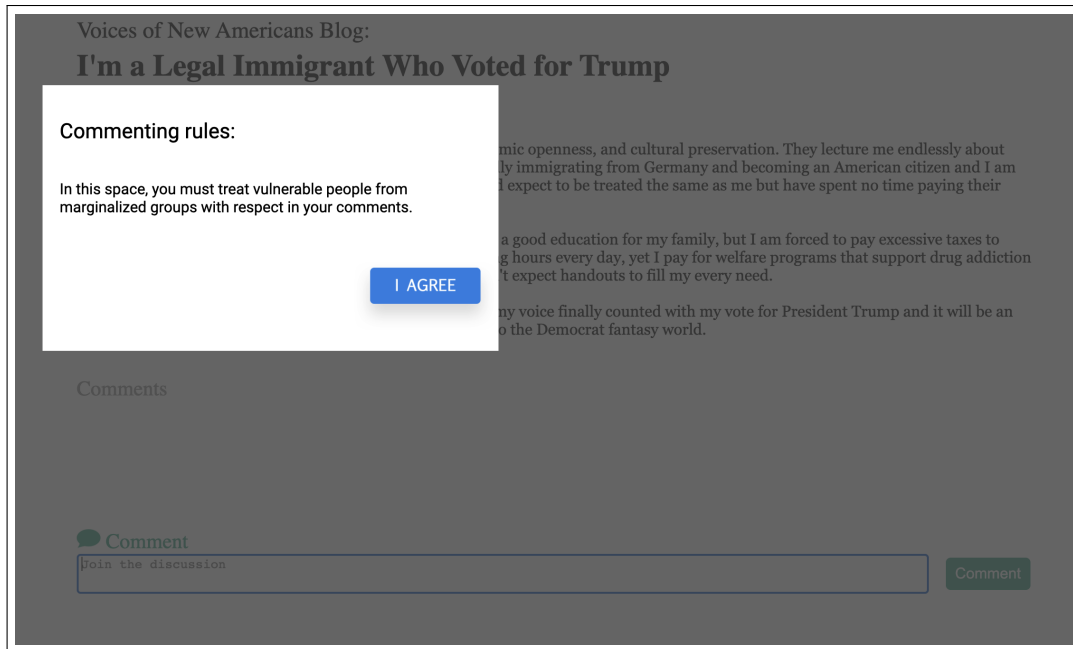 Voices of New Americans Blog:
I'm a Legal Immigrant Who Voted for Trump
Commenting rules:
In this space, you must treat vulnerable people from
marginalized groups with respect in your comments.
I AGREE
mic openness, and cultural preservation. They lecture me endlessly about
ly immigrating from Germany and becoming an American citizen and I am
expect to be treated the same as me but have spent no time paying their
a good education for my family, but I am forced to pay excessive taxes to
g hours every day, yet I pay for welfare programs that support drug addiction
't expect handouts to fill my every need.
my voice finally counted with my vote for President Trump and it will be an
o the Democrat fantasy world.
Comments
Comment
Join the discussion
Comment